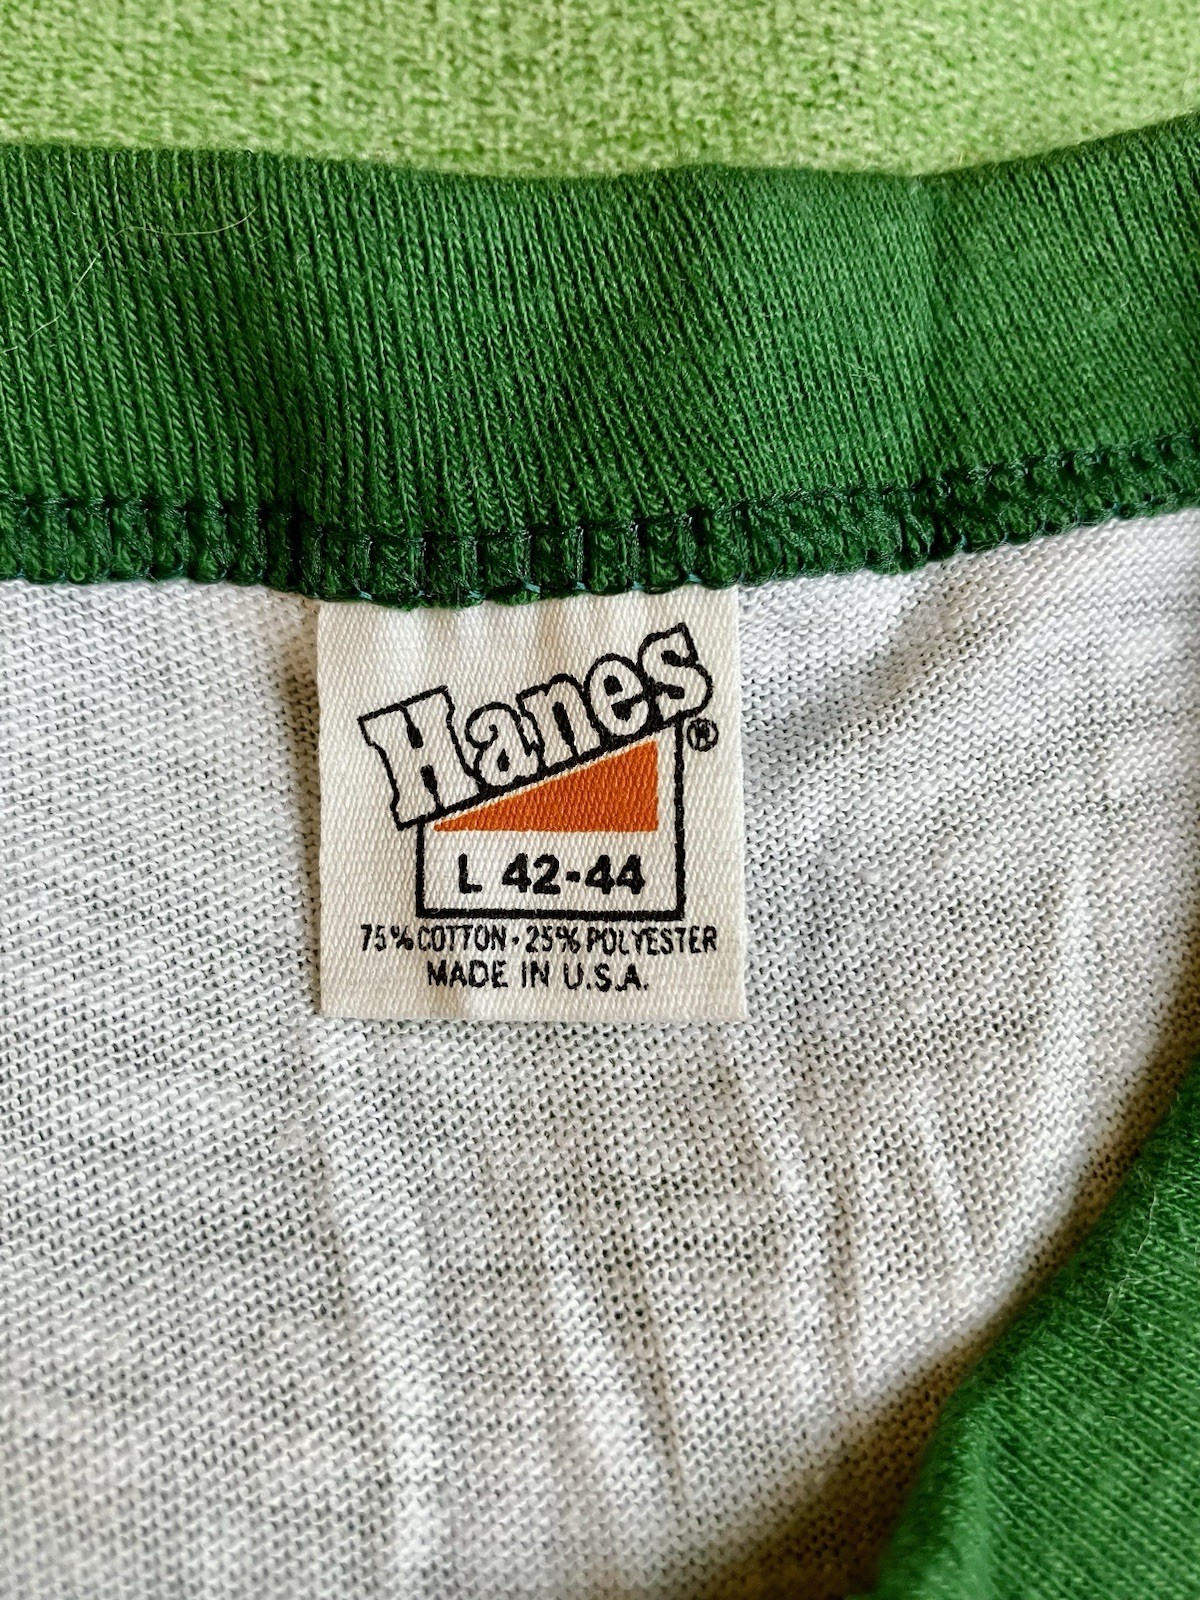 Hanes®
L 42-44
75% COTTON · 25% POLYESTER
MADE IN U.S.A.